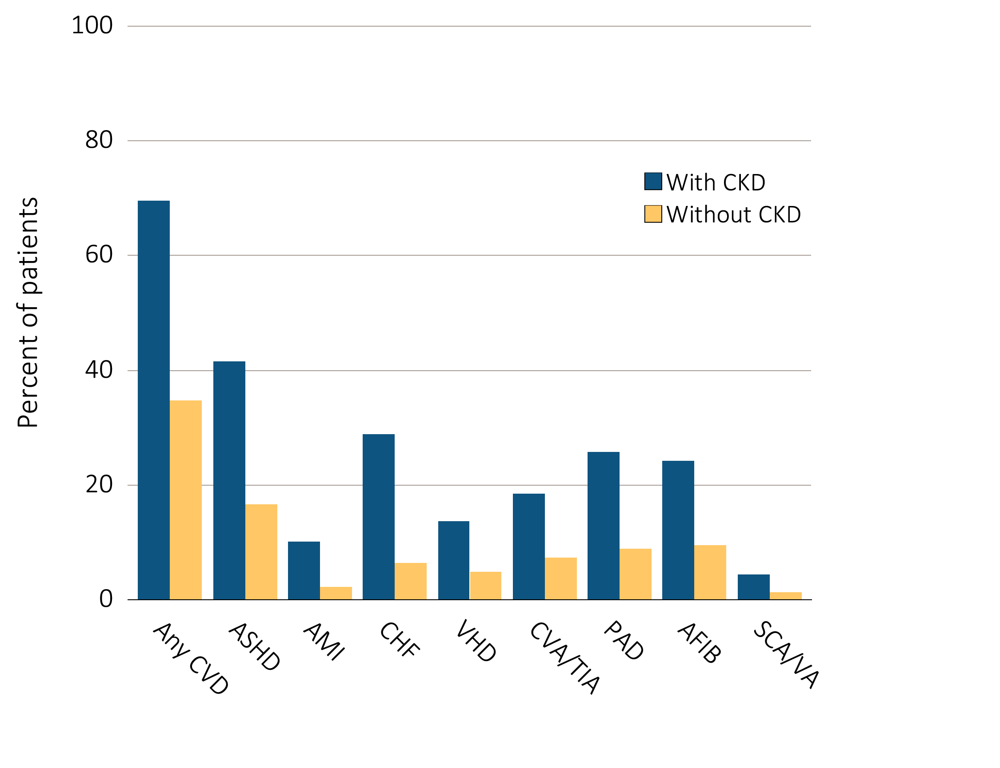 Percent of patients
100
80
60
40
20
0
With CKD
Without CKD
Any CVD
ASHD
AMI
CHF
VHD
CVA/TIA
PAD
AFIB
SCA/VA